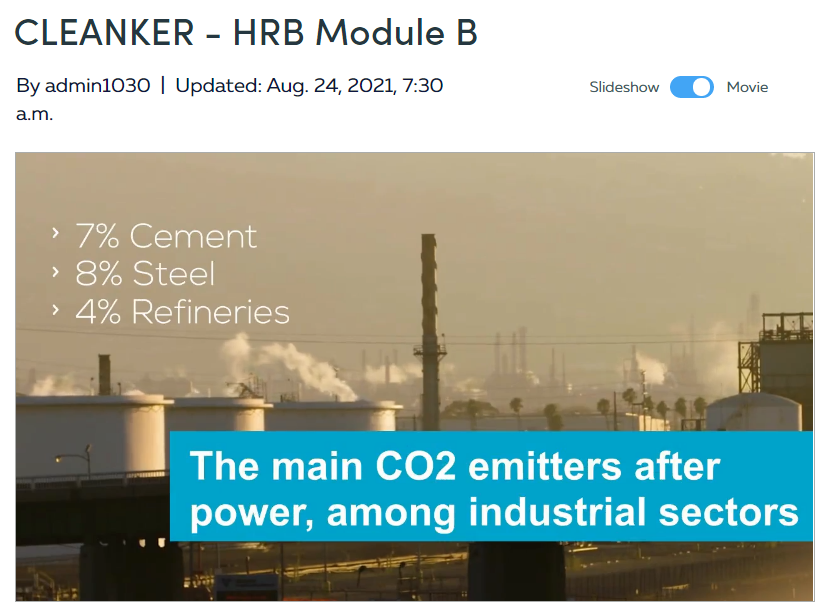 CLEANKER - HRB Module B
By admin1030 | Updated: Aug. 24, 2021, 7:30
a.m.
Slideshow Movie
› 7% Cement
› 8% Steel
› 4% Refineries
The main CO2 emitters after
power, among industrial sectors